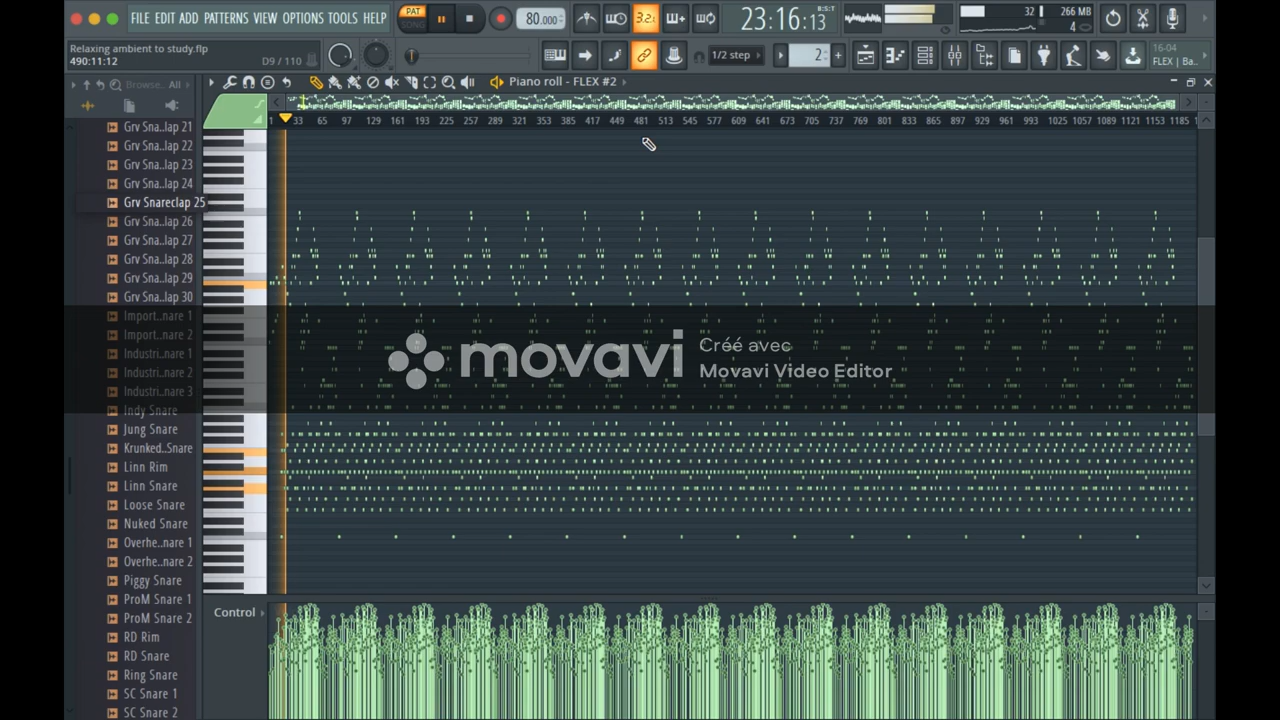 FILE EDIT ADD PATTERNS VIEW OPTIONS TOOLS HELP
PAT
80.000
3.2.
23:16:13
B:S:T
32
266 MB
4
Relaxing ambient to study.flp
490:11:12
D9 / 110
1/2 step
2
16-04
FLEX | Ba..
Browse..
All
Piano roll - FLEX #2
1 33 65 97 129 161 193 225 257 289 321 353 385 417 449 481 513 545 577 609 641 673 705 737 769 801 833 865 897 929 961 993 1025 1057 1089 1121 1153 1185
Grv Sna..lap 21
Grv Sna..lap 22
Grv Sna..lap 23
Grv Sna..lap 24
Grv Snareclap 25
Grv Sna..lap 26
Grv Sna..lap 27
Grv Sna..lap 28
Grv Sna..lap 29
Grv Sna..lap 30
Import..nare 1
Import..nare 2
Industri..nare 1
Industri..nare 2
Industri..nare 3
Indy Snare
Jung Snare
Krunked..Snare
Linn Rim
Linn Snare
Loose Snare
Nuked Snare
Overhe..nare 1
Overhe..nare 2
Piggy Snare
ProM Snare 1
ProM Snare 2
RD Rim
RD Snare
Ring Snare
SC Snare 1
SC Snare 2
movavi
Créé avec
Movavi Video Editor
Control